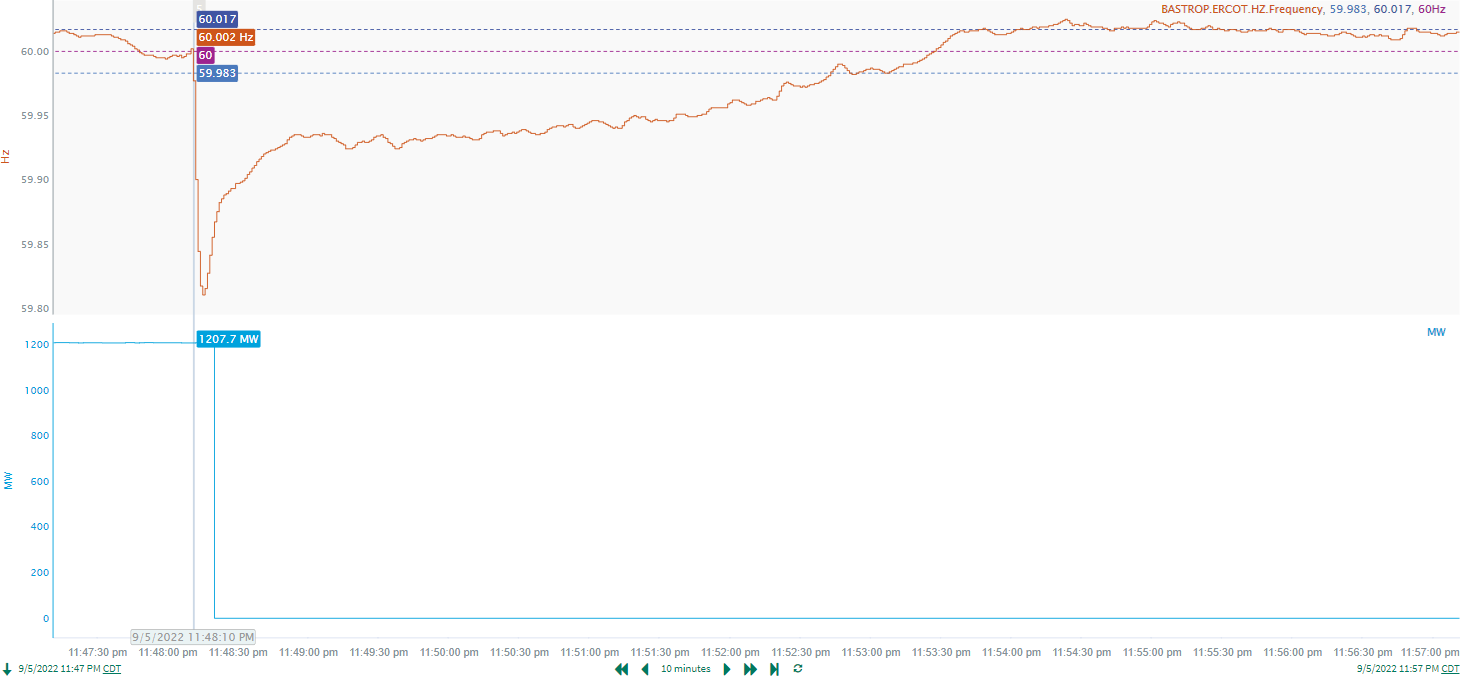 60.017
BASTROP.ERCOT.HZ.Frequency, 59.983, 60.017, 60Hz
60.002 Hz
60.00
60
59.983
59.95
Hz
59.90
59.85
59.80
1207.7 MW
MW
1200
1000
800
600
MW
400
200
0
9/5/2022 11:48:10 PM
11:47:30 pm 11:48:00 pm 11:48:30 pm 11:49:00 pm 11:49:30 pm 11:50:00 pm 11:50:30 pm 11:51:00 pm 11:51:30 pm 11:52:00 pm 11:52:30 pm 11:53:00 pm 11:53:30 pm 11:54:00 pm 11:54:30 pm 11:55:00 pm 11:55:30 pm 11:56:00 pm 11:56:30 pm 11:57:00 pm
9/5/2022 11:47 PM CDT 10 minutes 9/5/2022 11:57 PM CDT